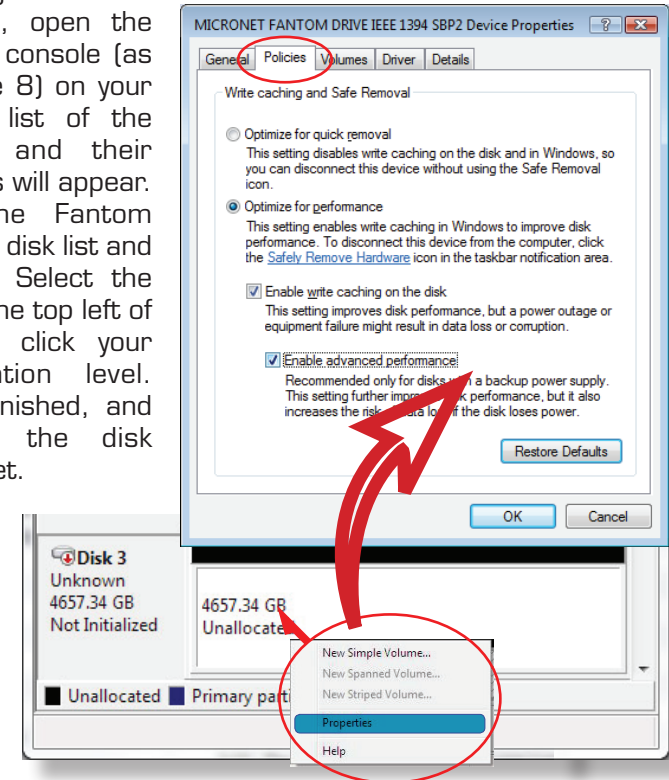 , open the
console (as
8) on your
list of the
and their
will appear.
Fantom
disk list and
Select the
top left of
click your
level.
and
the disk
MICRONET FANTOM DRIVE IEEE 1394 SBP2 Device Properties
General Policies Volumes Driver Details
Write caching and Safe Removal
Optimize for quick removal
This setting disables write caching on the disk and in Windows, so
you can disconnect this device without using the Safe Removal
icon.
Optimize for performance
This setting enables write caching in Windows to improve disk
performance. To disconnect this device from the computer, click
the Safely Remove Hardware icon in the taskbar notification area.
Enable write caching on the disk
This setting improves disk performance, but a power outage or
equipment failure might result in data loss or corruption.
Enable advanced performance
Recommended only for disks with a backup power supply.
This setting further disk performance, but it also
increases the risk of data loss if the disk loses power.
Restore Defaults
OK Cancel
Disk 3
Unknown
4657.34 GB
Not Initialized
4657.34 GB
Unallocated
New Simple Volume...
New Spanned Volume...
New Striped Volume...
Properties
Help
Unallocated Primary